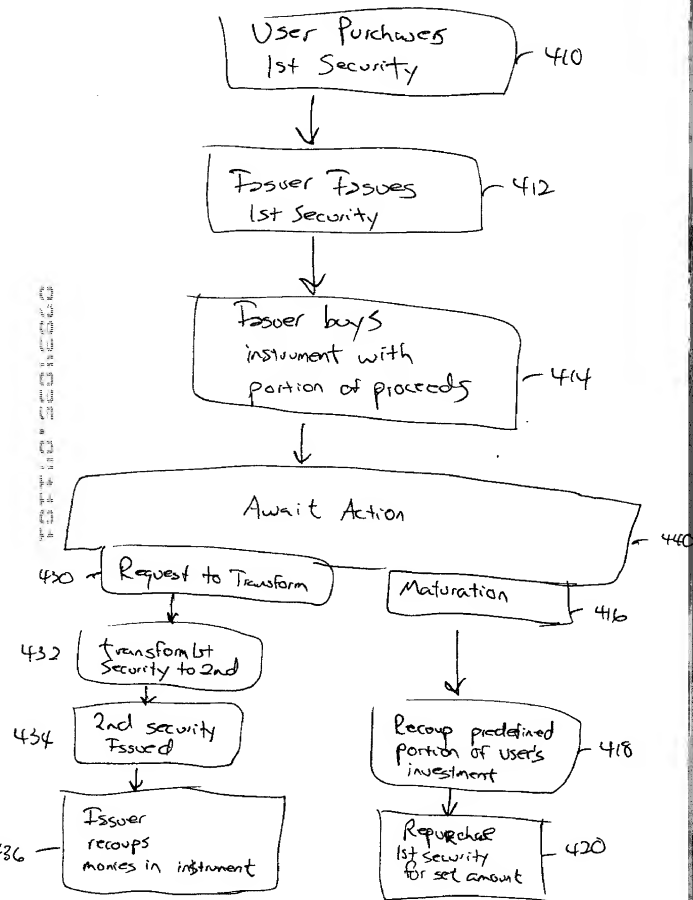 User Purchases
1st Security
410
Issuer Issues
1st Security
412
Issuer buys
instrument with
portion of proceeds
414
Await Action
440
430
Request to Transform
Maturation
416
432
transform 1st
Security to 2nd
434
2nd security
Issued
Recoup predefined
portion of user's
investment
418
436
Issuer
recoups
monies in instrument
Repurchase
1st security
for set amount
420